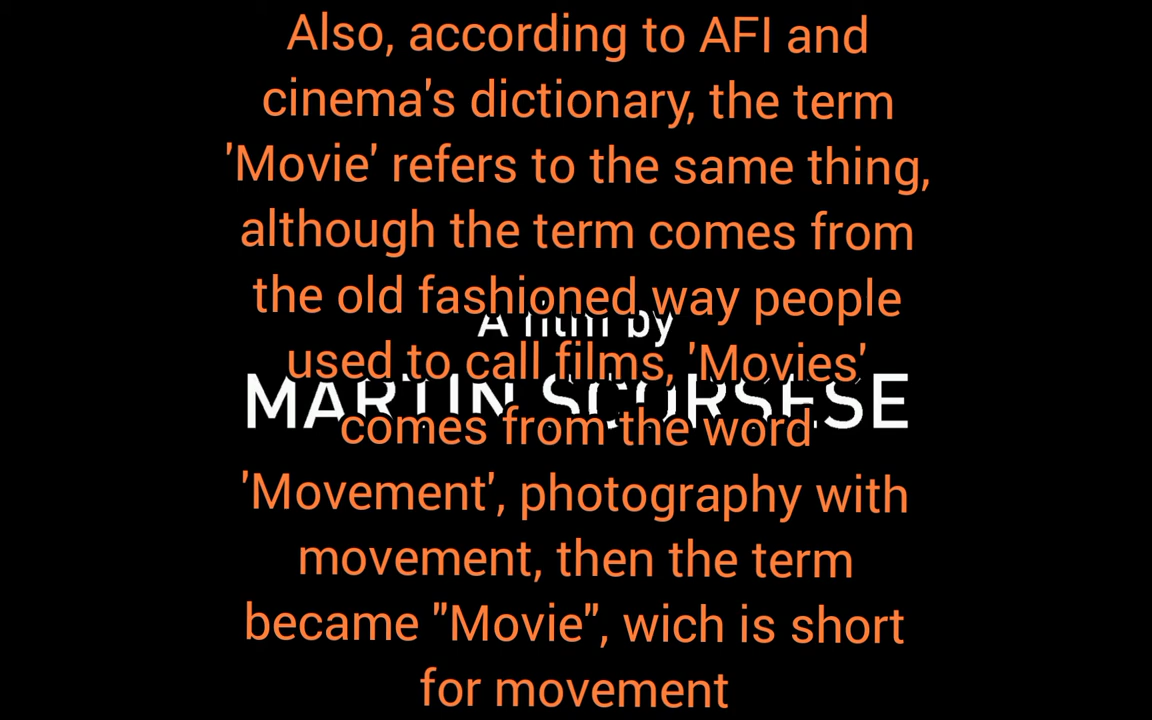 Also, according to AFI and
cinema's dictionary, the term
'Movie' refers to the same thing,
although the term comes from
the old fashioned way people
A film by
used to call films, 'Movies'
MARTIN SCORSESE
comes from the word
'Movement', photography with
movement, then the term
became "Movie", wich is short
for movement